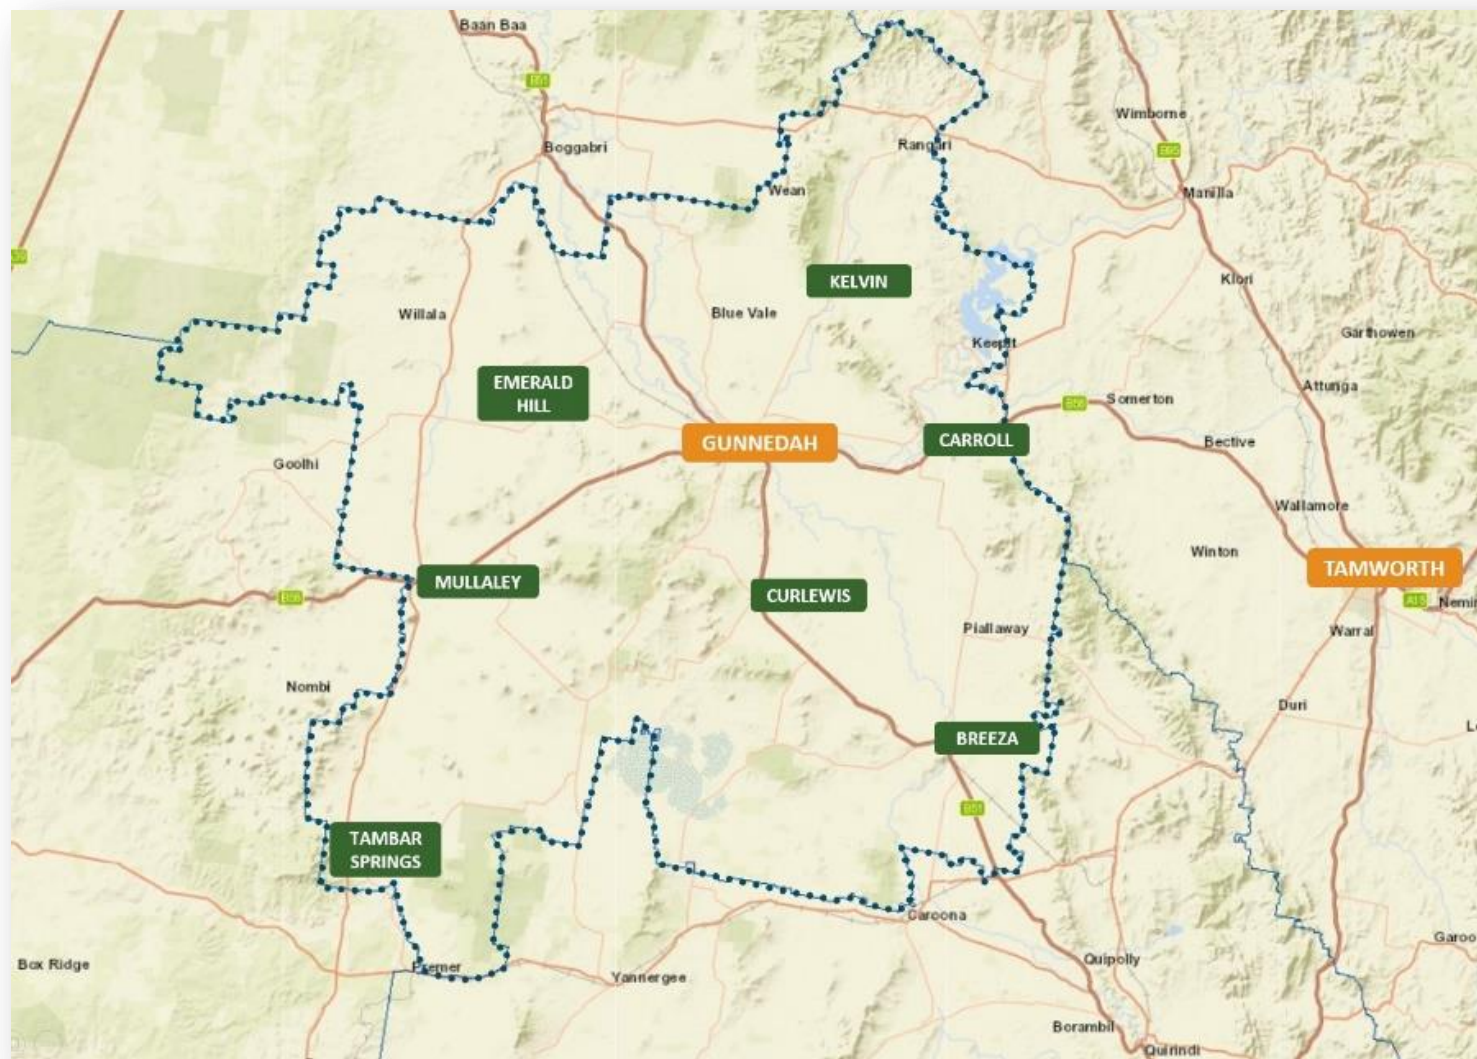 Baan Baa
B51
Wimborne
Boggabri
Rangari
B95
Wean
Manilla
KELVIN
Klori
Willala
Blue Vale
Garthowen
Keepit
EMERALD
HILL
Attunga
B56
Somerton
GUNNEDAH
CARROLL
Bective
Goolhi
Wallamore
Winton
MULLALEY
TAMWORTH
B56
CURLEWIS
A15
Nemin
Piallaway
Warral
Nombi
Duri
BREEZA
B51
TAMBAR
SPRINGS
Caroona
Garoo
Box Ridge
Premer
Yannergee
Quipolly
Borambil
Quirindi